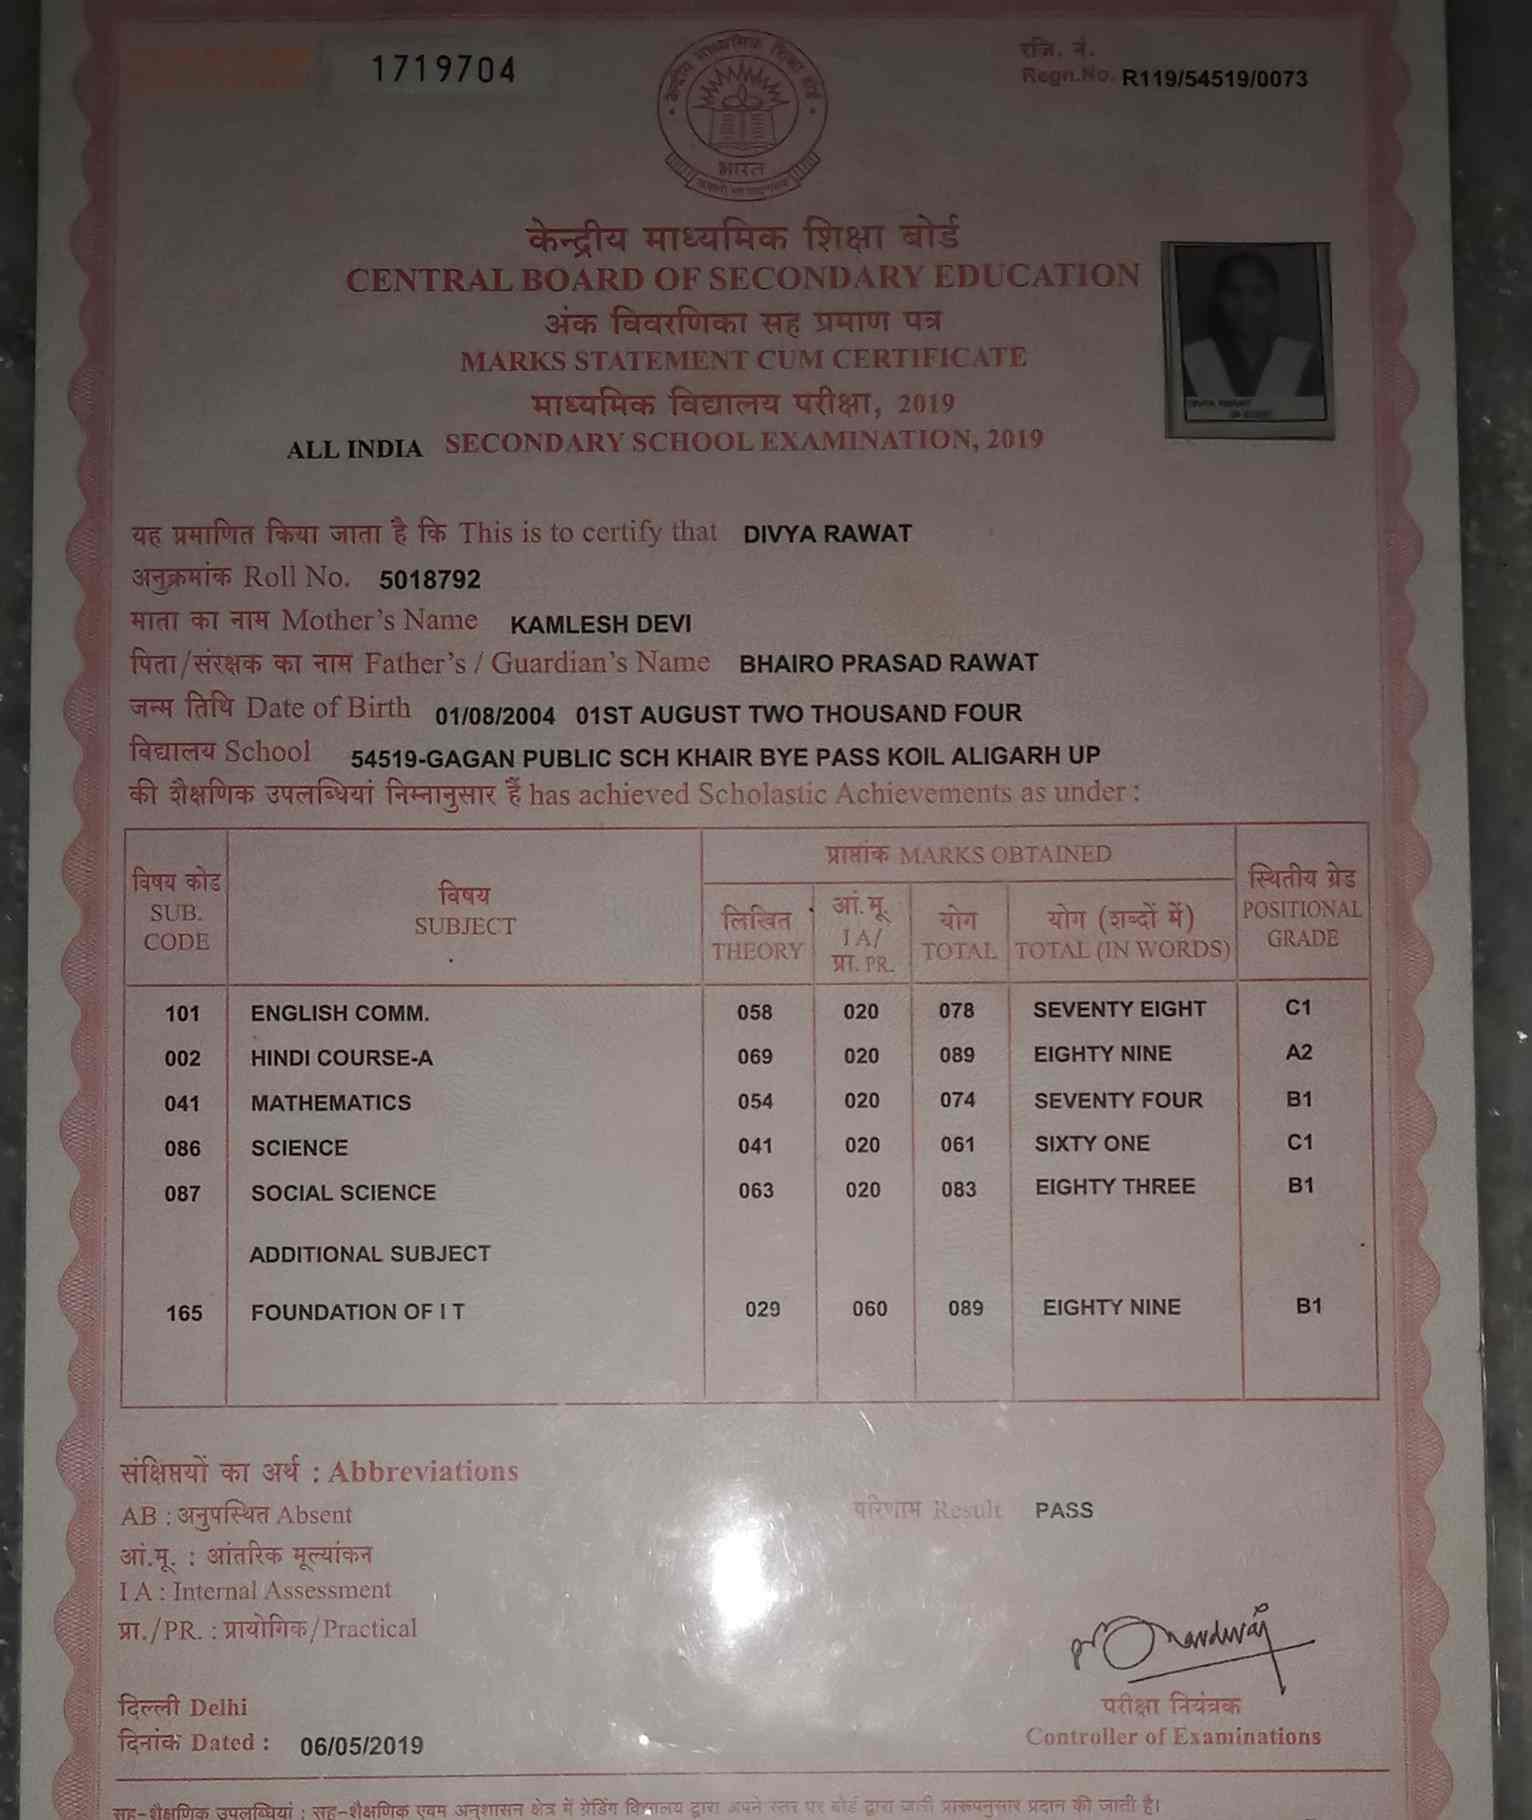 1719704
रजि. नं.
Regn.No. R119/54519/0073
भारत
केन्द्रीय माध्यमिक शिक्षा बोर्ड
CENTRAL BOARD OF SECONDARY EDUCATION
अंक विवरणिका सह प्रमाण पत्र
MARKS STATEMENT CUM CERTIFICATE
माध्यमिक विद्यालय परीक्षा, 2019
ALL INDIA SECONDARY SCHOOL EXAMINATION, 2019
यह प्रमाणित किया जाता है कि This is to certify that DIVYA RAWAT
अनुक्रमांक Roll No. 5018792
माता का नाम Mother's Name KAMLESH DEVI
पिता/संरक्षक का नाम Father's / Guardian's Name BHAIRO PRASAD RAWAT
जन्म तिथि Date of Birth 01/08/2004 01ST AUGUST TWO THOUSAND FOUR
विद्यालय School 54519-GAGAN PUBLIC SCH KHAIR BYE PASS KOIL ALIGARH UP
की शैक्षणिक उपलब्धियां निम्नानुसार हैं has achieved Scholastic Achievements as under :
विषय कोड
SUB.
CODE
विषय
SUBJECT
प्राप्तांक MARKS OBTAINED
लिखित
THEORY
आं.मू.
I A/
प्रा. PR.
योग
TOTAL
योग (शब्दों में)
TOTAL (IN WORDS)
स्थितीय ग्रेड
POSITIONAL
GRADE
101 ENGLISH COMM. 058 020 078 SEVENTY EIGHT C1
002 HINDI COURSE-A 069 020 089 EIGHTY NINE A2
041 MATHEMATICS 054 020 074 SEVENTY FOUR B1
086 SCIENCE 041 020 061 SIXTY ONE C1
087 SOCIAL SCIENCE 063 020 083 EIGHTY THREE B1
ADDITIONAL SUBJECT
165 FOUNDATION OF I T 029 060 089 EIGHTY NINE B1
संक्षिप्तियों का अर्थ : Abbreviations
AB : अनुपस्थित Absent
परिणाम Result PASS
आं.मू. : आंतरिक मूल्यांकन
I A : Internal Assessment
प्रा./PR. : प्रायोगिक/Practical
दिल्ली Delhi
परीक्षा नियंत्रक
दिनांक Dated : 06/05/2019
Controller of Examinations
सह-शैक्षणिक उपलब्धियां : सह-शैक्षणिक एवम अनुशासन क्षेत्र में ग्रेडिंग विद्यालय द्वारा अपने स्तर पर बोर्ड द्वारा जारी प्रारूपनुसार प्रदान की जाती है।